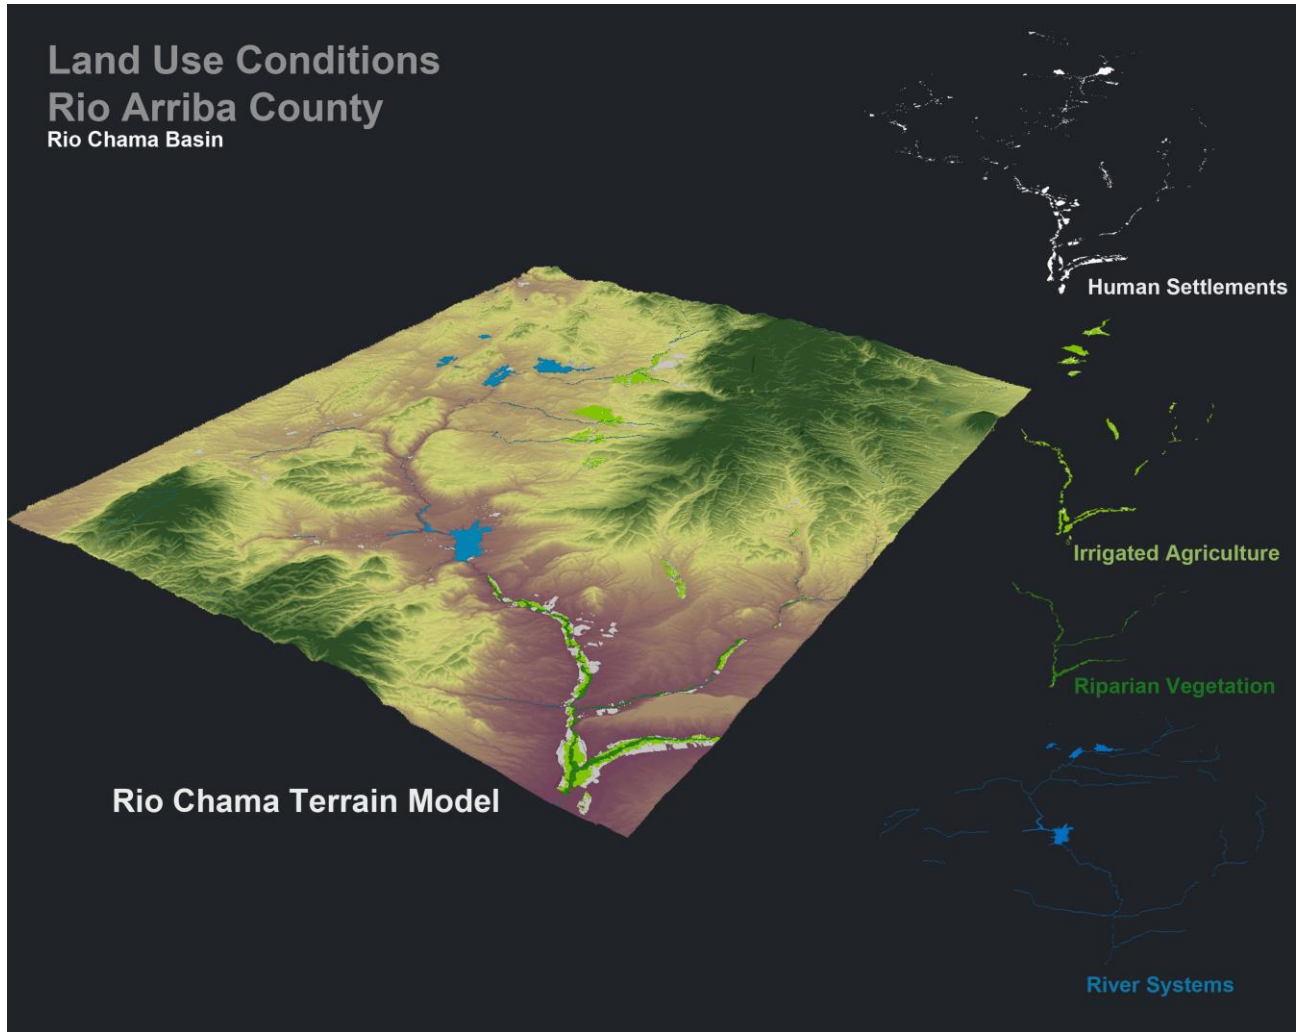 Land Use Conditions
Rio Arriba County
Rio Chama Basin
Human Settlements
Irrigated Agriculture
Riparian Vegetation
Rio Chama Terrain Model
River Systems